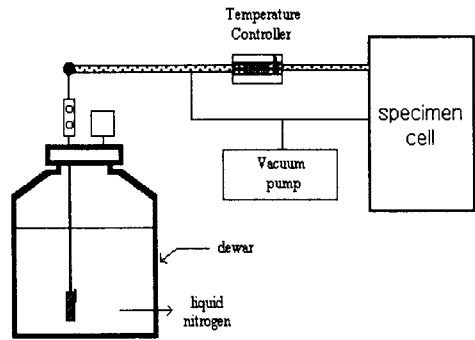 Temperature
Controller
specimen
cell
Vacuum
pump
dewar
liquid
nitrogen